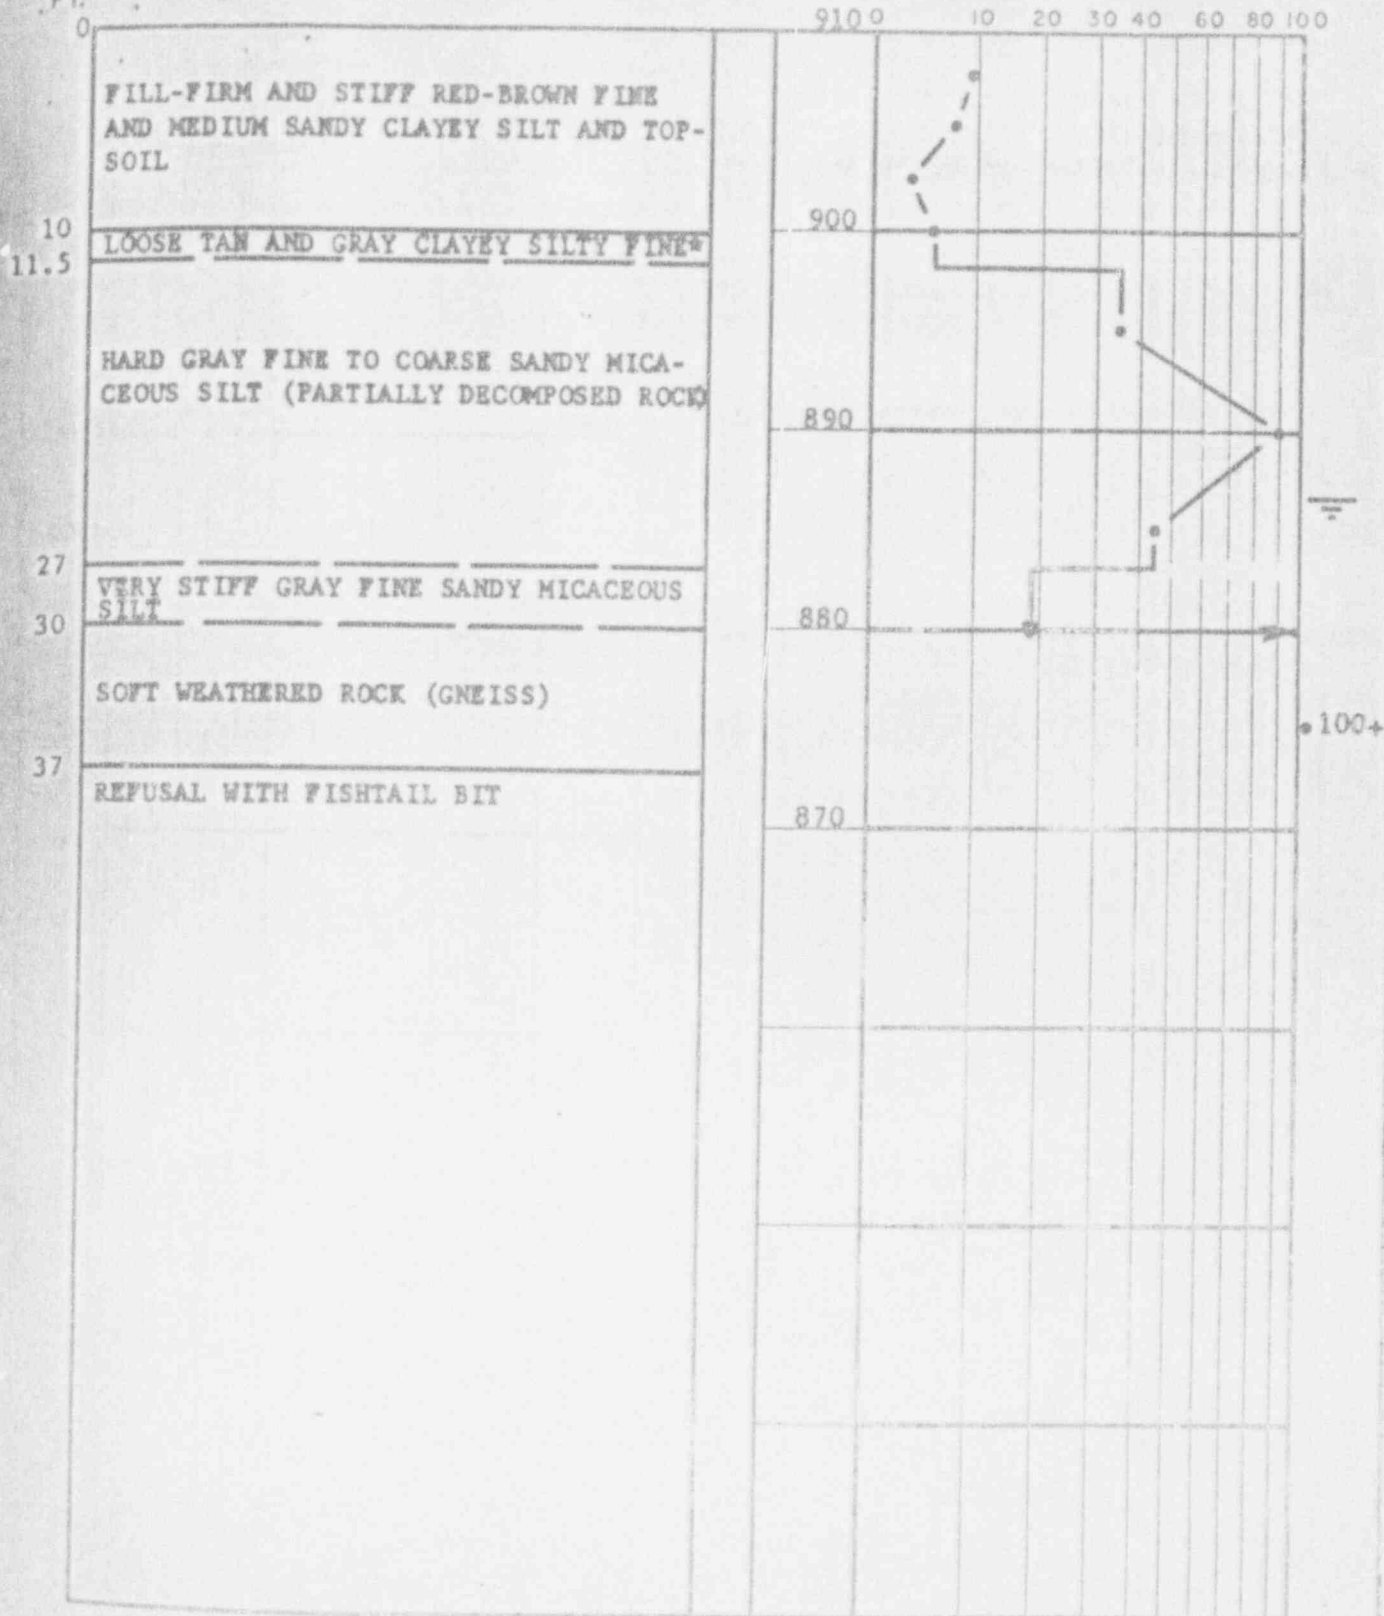 FT.
910 0 10 20 30 40 60 80 100
0
FILL-FIRM AND STIFF RED-BROWN FINE
AND MEDIUM SANDY CLAYEY SILT AND TOP-
SOIL
10
900
LOOSE TAN AND GRAY CLAYEY SILTY FINE*
11.5
HARD GRAY FINE TO COARSE SANDY MICA-
CEOUS SILT (PARTIALLY DECOMPOSED ROCK)
890
27
VERY STIFF GRAY FINE SANDY MICACEOUS
SILT
30
880
SOFT WEATHERED ROCK (GNEISS)
100+
37
REFUSAL WITH FISHTAIL BIT
870